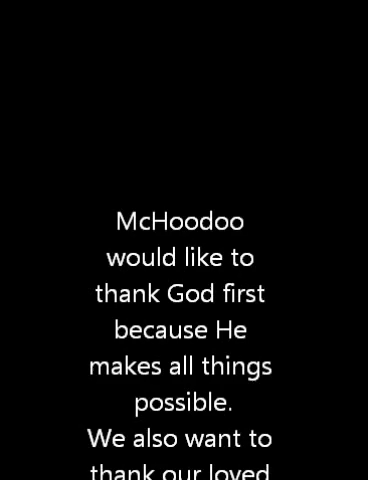 McHoodoo
would like to
thank God first
because He
makes all things
possible.
We also want to
thank our loved